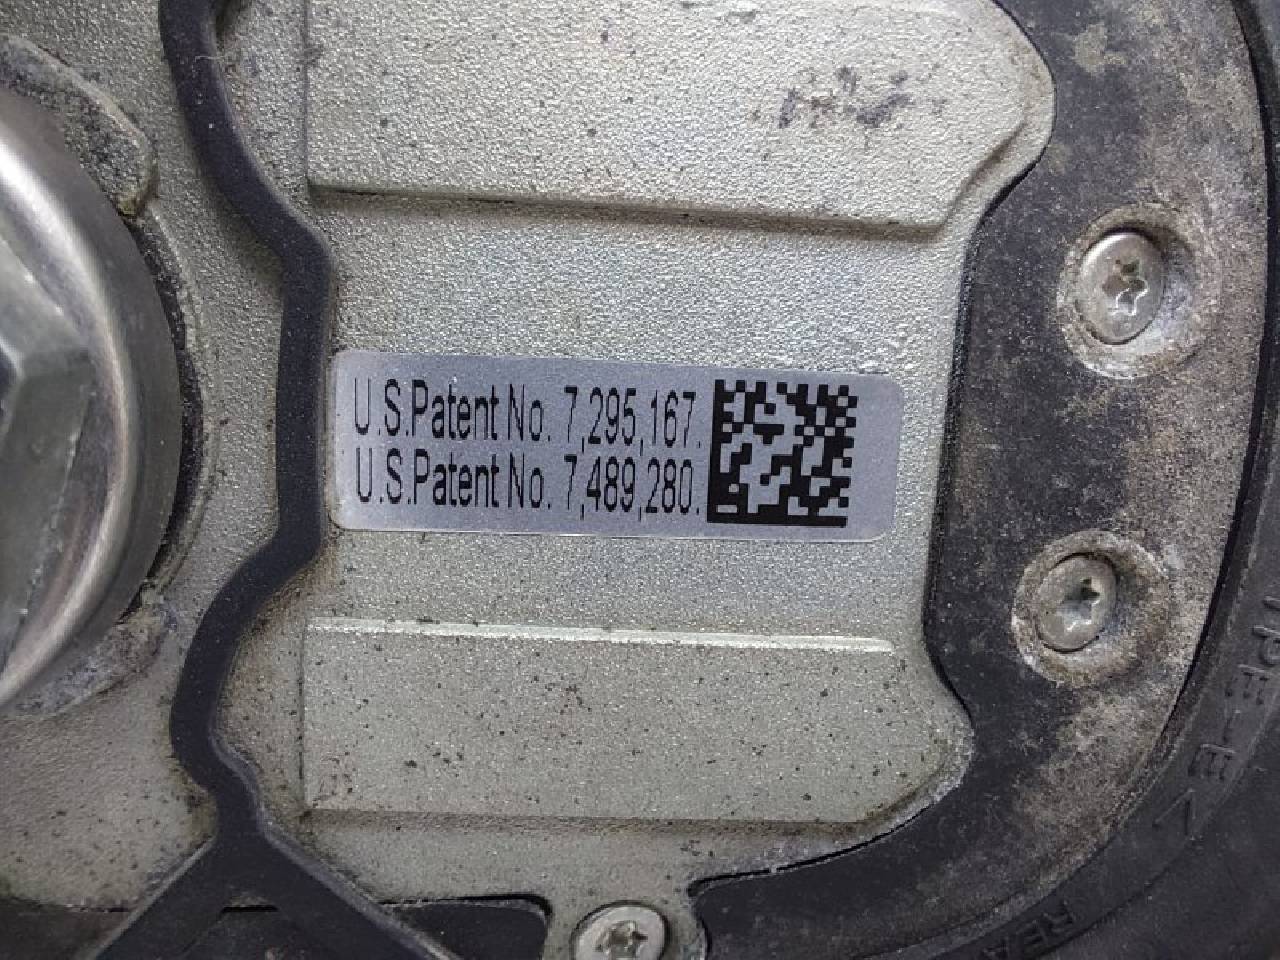 U.S.Patent No. 7,295,167.
U.S.Patent No. 7,489,280.